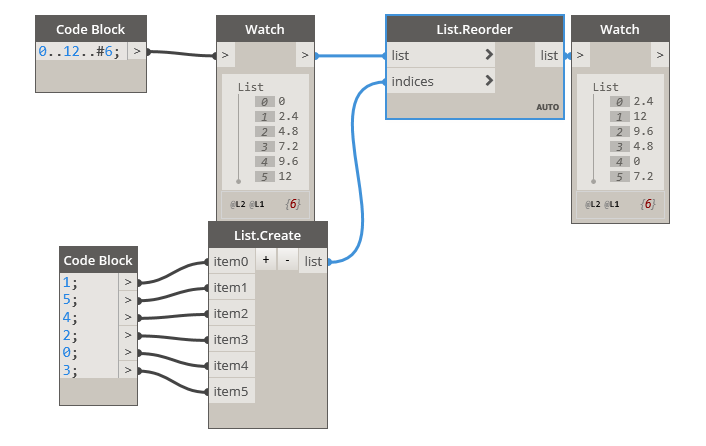 Code Block
0..12..#6; >
Watch
> >
List
0 0
1 2.4
2 4.8
3 7.2
4 9.6
5 12
@L2 @L1 {6}
List.Reorder
list > list
indices >
AUTO
Watch
> >
List
0 2.4
1 12
2 9.6
3 4.8
4 0
5 7.2
@L2 @L1 {6}
Code Block
1; >
5; >
4; >
2; >
0; >
3; >
List.Create
item0 + - list
item1
item2
item3
item4
item5